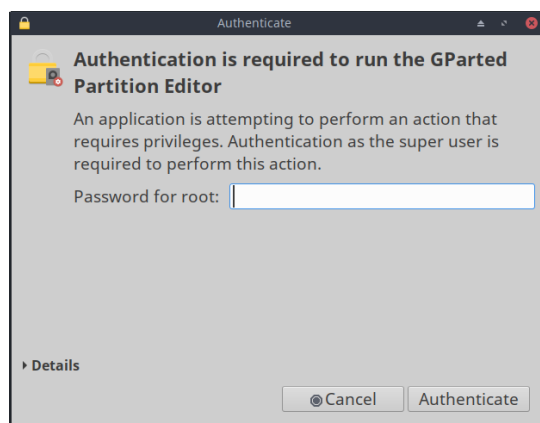 Authenticate
Authentication is required to run the GParted
Partition Editor
An application is attempting to perform an action that
requires privileges. Authentication as the super user is
required to perform this action.
Password for root:
Details
Cancel
Authenticate